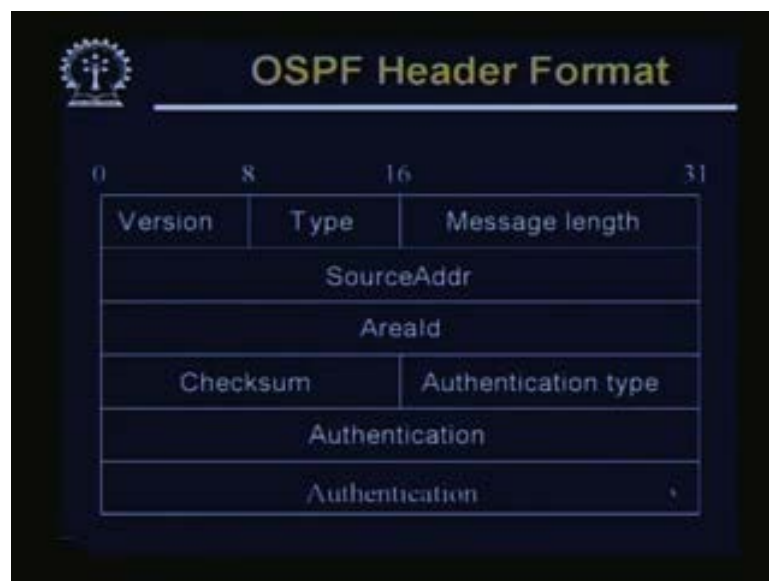 OSPF Header Format
0 8 16 31
Version Type Message length
SourceAddr
AreaId
Checksum Authentication type
Authentication
Authentication